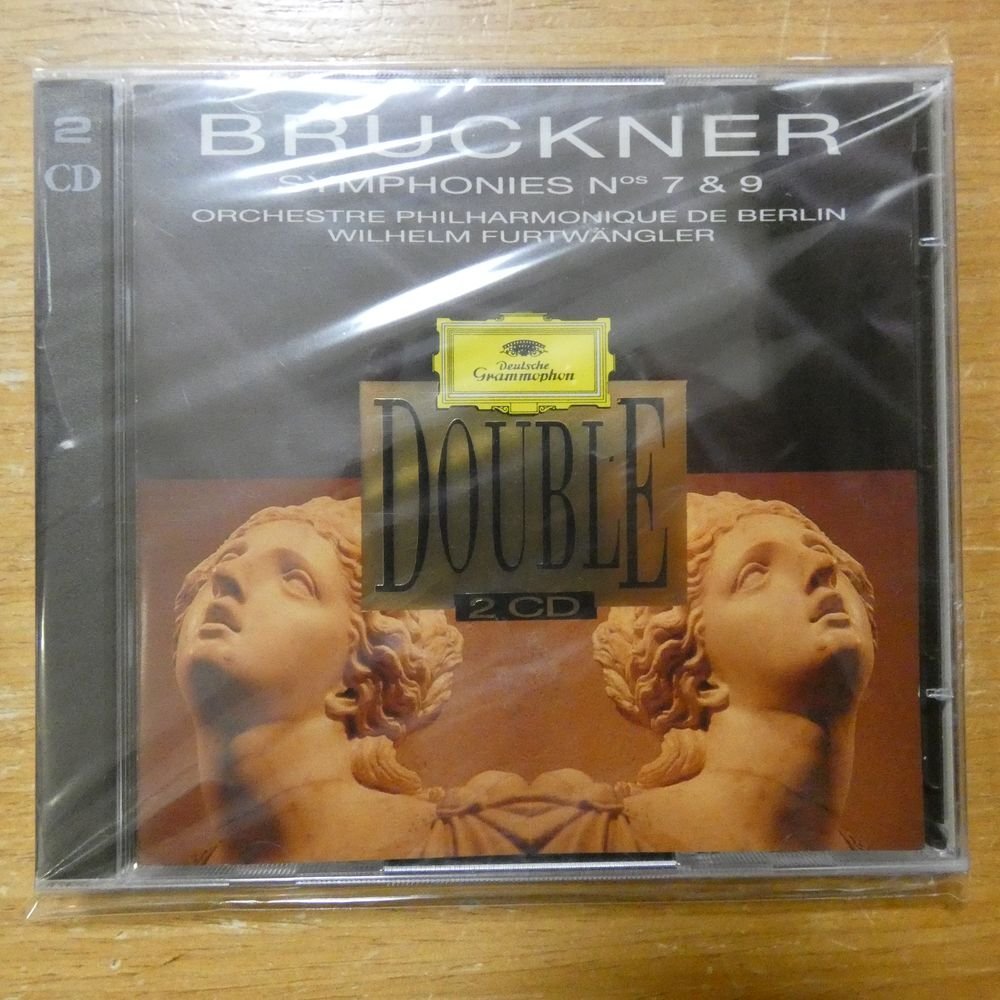 2
CD
BRUCKNER
SYMPHONIES Nos 7 & 9
ORCHESTRE PHILHARMONIQUE DE BERLIN
WILHELM FURTWÄNGLER
Deutsche
Grammophon
DOUBLE
2 CD